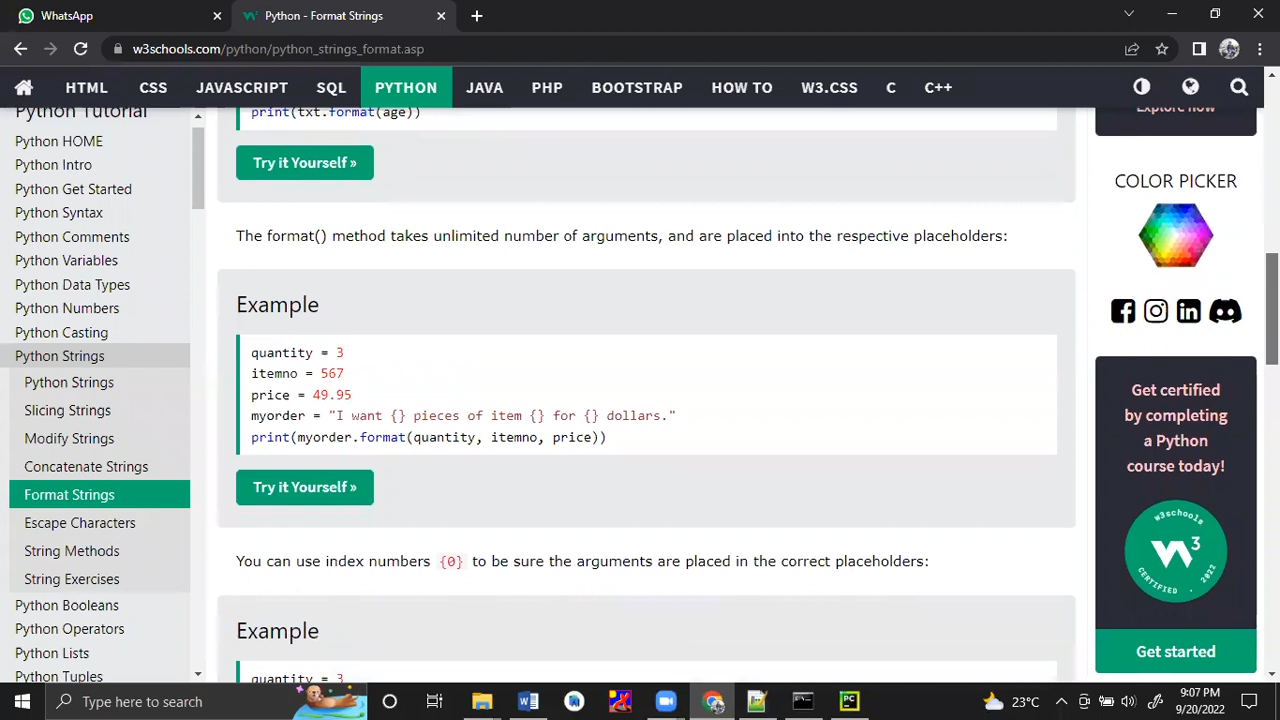 WhatsApp
Python - Format Strings
w3schools.com/python/python_strings_format.asp
HTML CSS JAVASCRIPT SQL PYTHON JAVA PHP BOOTSTRAP HOW TO W3.CSS C C++
Python Tutorial
Python HOME
Python Intro
Python Get Started
Python Syntax
Python Comments
Python Variables
Python Data Types
Python Numbers
Python Casting
Python Strings
Python Strings
Slicing Strings
Modify Strings
Concatenate Strings
Format Strings
Escape Characters
String Methods
String Exercises
Python Booleans
Python Operators
Python Lists
Python Tuples
print(txt.format(age))
Try it Yourself »
The format() method takes unlimited number of arguments, and are placed into the respective placeholders:
Example
quantity = 3
itemno = 567
price = 49.95
myorder = "I want {} pieces of item {} for {} dollars."
print(myorder.format(quantity, itemno, price))
Try it Yourself »
You can use index numbers {0} to be sure the arguments are placed in the correct placeholders:
Example
quantity = 3
Explore now
COLOR PICKER
Get certified
by completing
a Python
course today!
w3schools
W3
CERTIFIED . 2022
Get started
Type here to search
23°C
9:07 PM
9/20/2022